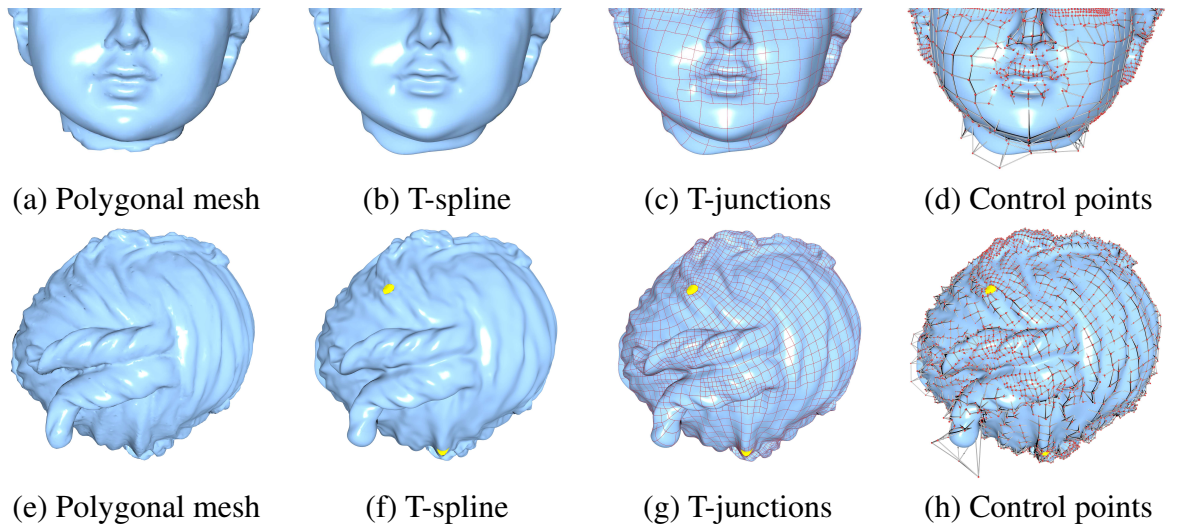 (a) Polygonal mesh
(b) T-spline
(c) T-junctions
(d) Control points
(e) Polygonal mesh
(f) T-spline
(g) T-junctions
(h) Control points